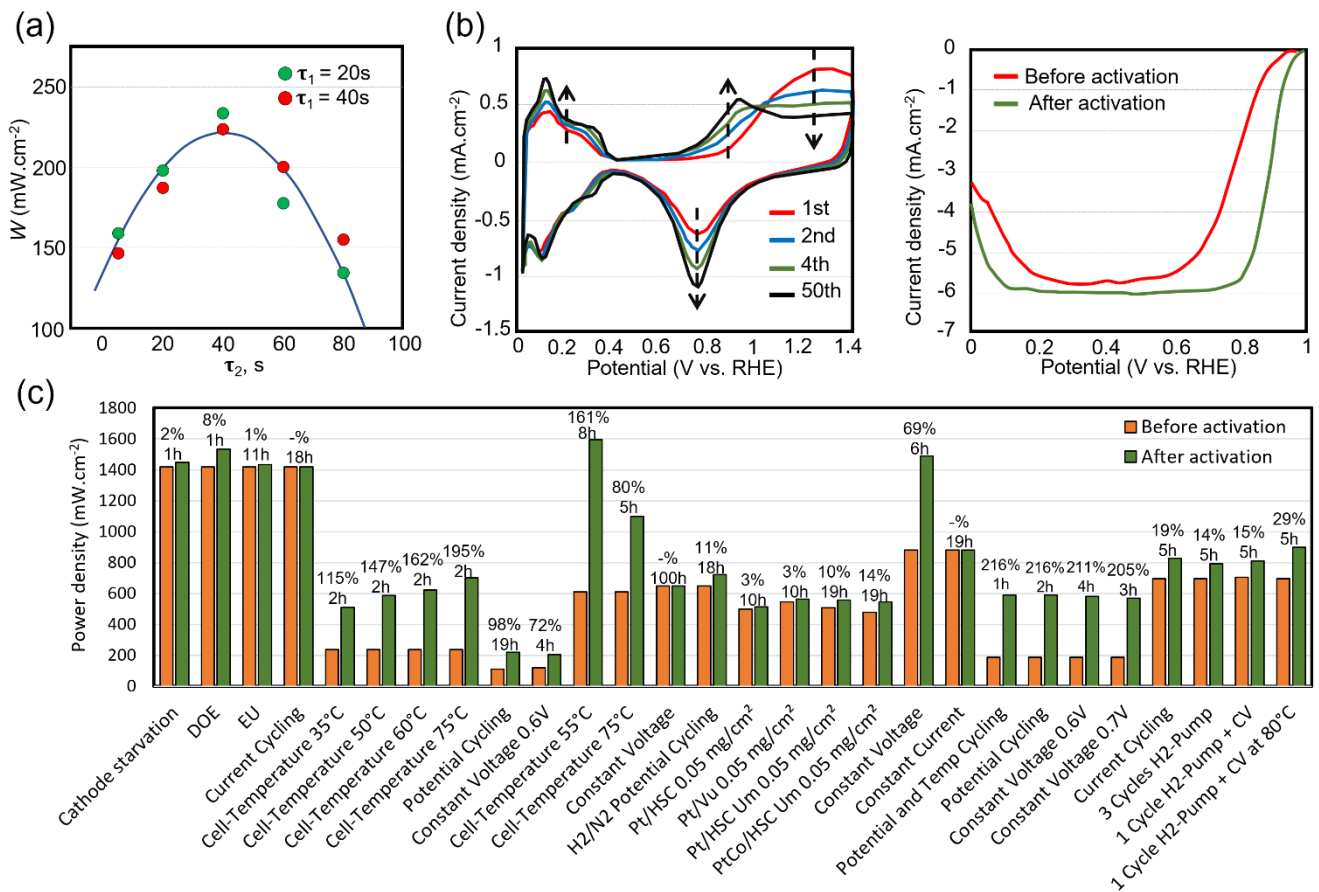 (a)
W (mW.cm-2)
250
200
150
100
τ1 = 20s
τ1 = 40s
0 20 40 60 80 100
τ2, s
(b)
Current density (mA.cm-2)
1
0.5
0
-0.5
-1
-1.5
1st
2nd
4th
50th
0 0.2 0.4 0.6 0.8 1.0 1.2 1.4
Potential (V vs. RHE)
Current density (mA.cm-2)
0
-1
-2
-3
-4
-5
-6
-7
Before activation
After activation
0 0.2 0.4 0.6 0.8 1
Potential (V vs. RHE)
(c)
Power density (mW.cm-2)
1800
1600
1400
1200
1000
800
600
400
200
0
Before activation
After activation
2%
1h
8%
1h
1%
11h
-%
18h
115%
2h
147%
2h
162%
2h
195%
2h
98%
19h
72%
4h
161%
8h
80%
5h
-%
100h
11%
18h
3%
10h
3%
10h
10%
19h
14%
19h
69%
6h
-%
19h
216%
1h
216%
2h
211%
4h
205%
3h
19%
5h
14%
5h
15%
5h
29%
5h
Cathode starvation
DOE
EU
Current Cycling
Cell-Temperature 35°C
Cell-Temperature 50°C
Cell-Temperature 60°C
Cell-Temperature 75°C
Potential Cycling
Constant Voltage 0.6V
Cell-Temperature 55°C
Cell-Temperature 75°C
Constant Voltage
H2/N2 Potential Cycling
Pt/HSC 0.05 mg/cm²
Pt/Vu 0.05 mg/cm²
Pt/HSC Um 0.05 mg/cm²
PtCo/HSC Um 0.05 mg/cm²
Constant Voltage
Constant Current
Potential and Temp Cycling
Potential Cycling
Constant Voltage 0.6V
Constant Voltage 0.7V
Current Cycling
3 Cycles H2-Pump
1 Cycle H2-Pump + CV
1 Cycle H2-Pump + CV at 80°C